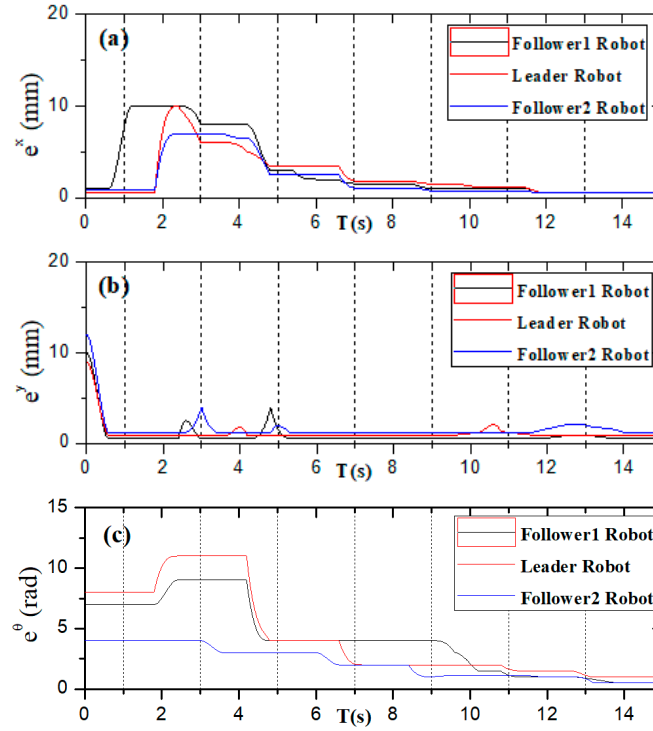 (a)
20
10
0
e^x (mm)
Follower1 Robot
Leader Robot
Follower2 Robot
0 2 4 6 8 10 12 14
T(s)
(b)
20
10
0
e^y (mm)
Follower1 Robot
Leader Robot
Follower2 Robot
0 2 4 6 8 10 12 14
T(s)
(c)
15
10
5
0
e^θ (rad)
Follower1 Robot
Leader Robot
Follower2 Robot
0 2 4 6 8 10 12 14
T(s)